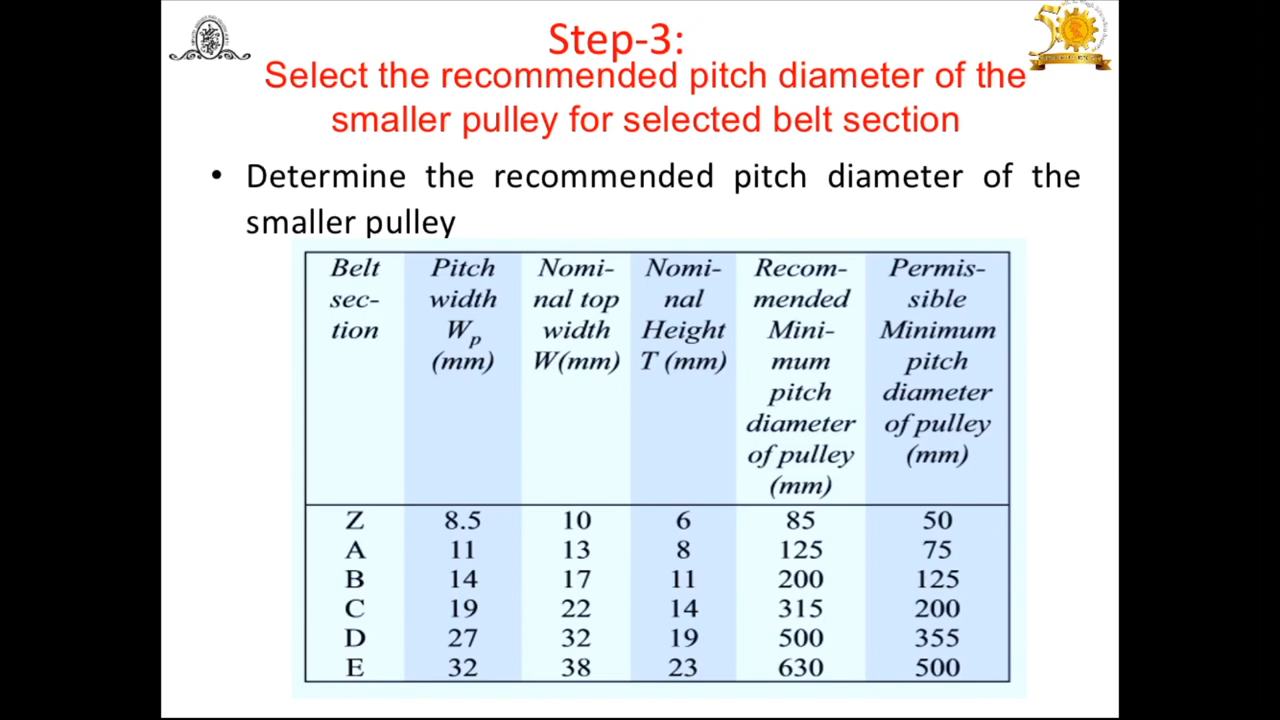 Step-3:
Select the recommended pitch diameter of the
smaller pulley for selected belt section
• Determine the recommended pitch diameter of the
smaller pulley
Belt sec- tion | Pitch width Wp (mm) | Nomi- nal top width W(mm) | Nomi- nal Height T (mm) | Recom- mended Mini- mum pitch diameter of pulley (mm) | Permis- sible Minimum pitch diameter of pulley (mm)
Z 8.5 10 6 85 50
A 11 13 8 125 75
B 14 17 11 200 125
C 19 22 14 315 200
D 27 32 19 500 355
E 32 38 23 630 500